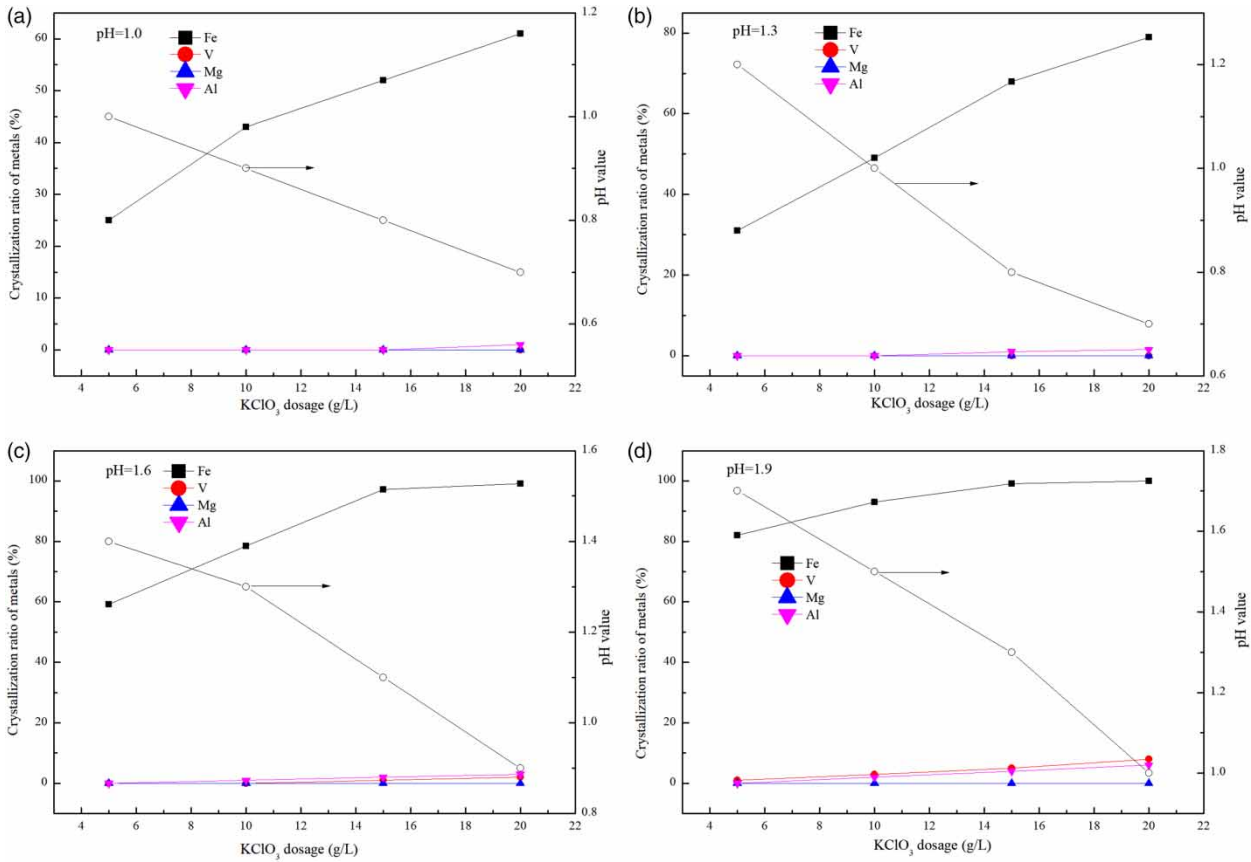 (a)
pH=1.0
Fe
V
Mg
Al
60
55
50
45
40
35
30
25
20
15
10
5
0
Crystallization ratio of metals (%)
1.2
1.0
0.8
0.6
pH value
4 6 8 10 12 14 16 18 20 22
KClO3 dosage (g/L)
(b)
pH=1.3
Fe
V
Mg
Al
80
60
40
20
0
Crystallization ratio of metals (%)
1.2
1.0
0.8
0.6
pH value
4 6 8 10 12 14 16 18 20 22
KClO3 dosage (g/L)
(c)
pH=1.6
Fe
V
Mg
Al
100
80
60
40
20
0
Crystallization ratio of metals (%)
1.6
1.4
1.2
1.0
0.8
pH value
4 6 8 10 12 14 16 18 20 22
KClO3 dosage (g/L)
(d)
pH=1.9
Fe
V
Mg
Al
100
80
60
40
20
0
Crystallization ratio of metals (%)
1.8
1.6
1.4
1.2
1.0
pH value
4 6 8 10 12 14 16 18 20 22
KClO3 dosage (g/L)